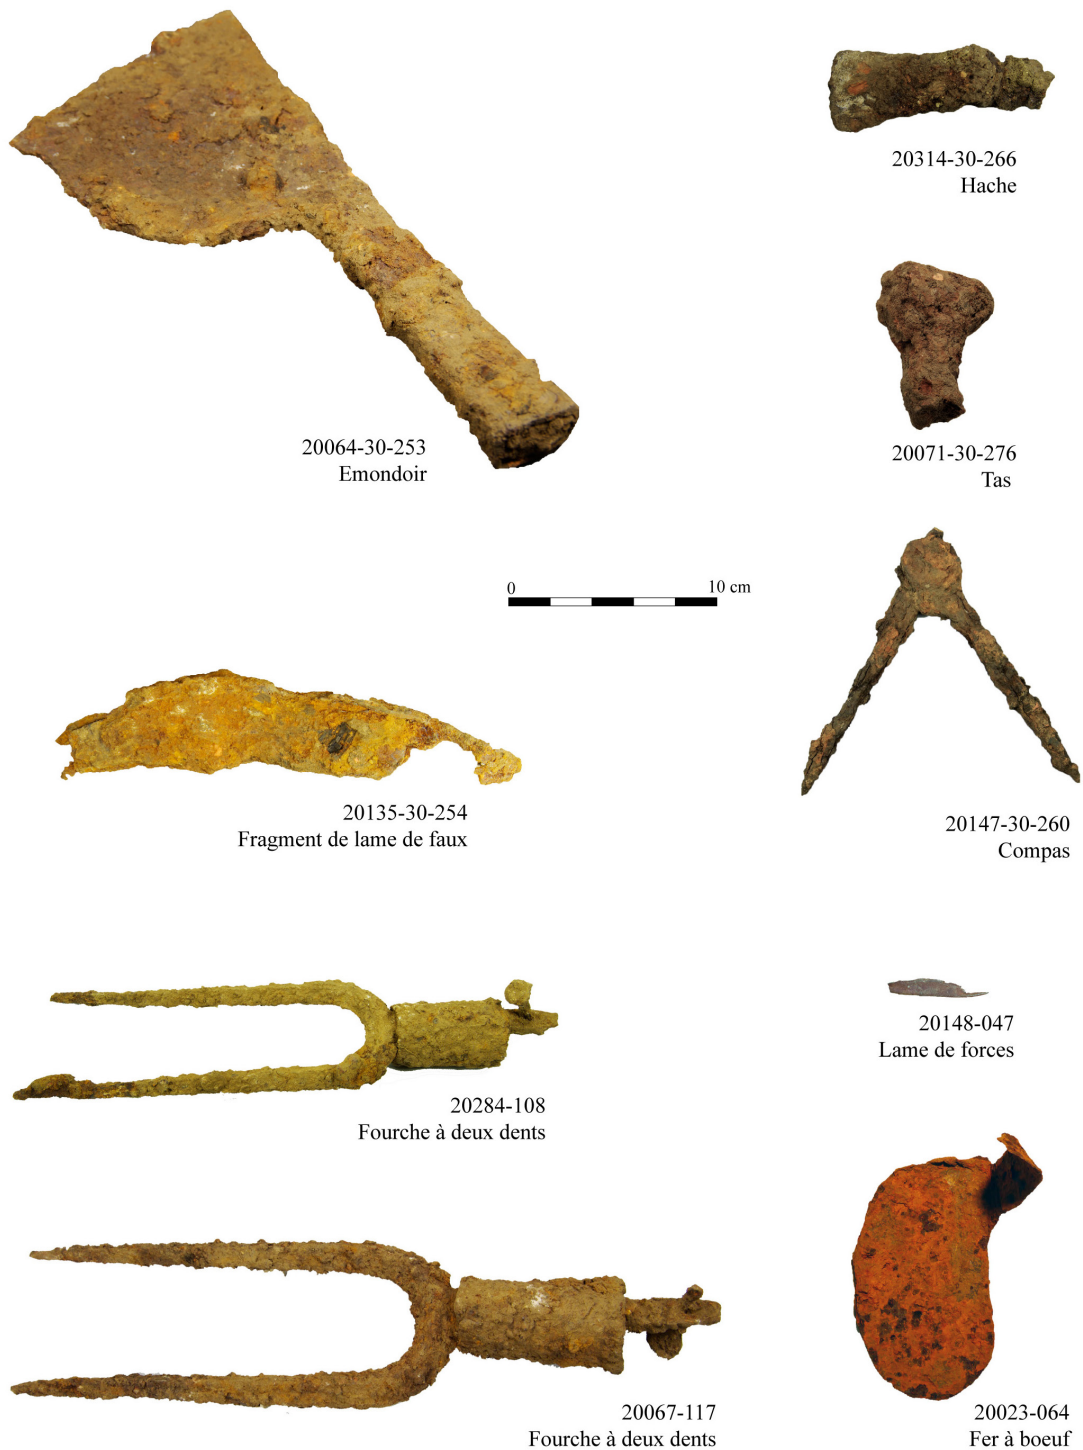 20314-30-266
Hache
20064-30-253
Emondoir
20071-30-276
Tas
0 10 cm
20135-30-254
Fragment de lame de faux
20147-30-260
Compas
20148-047
Lame de forces
20284-108
Fourche à deux dents
20067-117
Fourche à deux dents
20023-064
Fer à boeuf